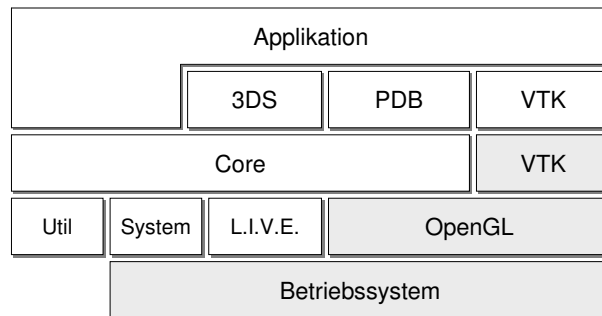 Applikation
3DS PDB VTK
Core VTK
Util System L.I.V.E. OpenGL
Betriebssystem